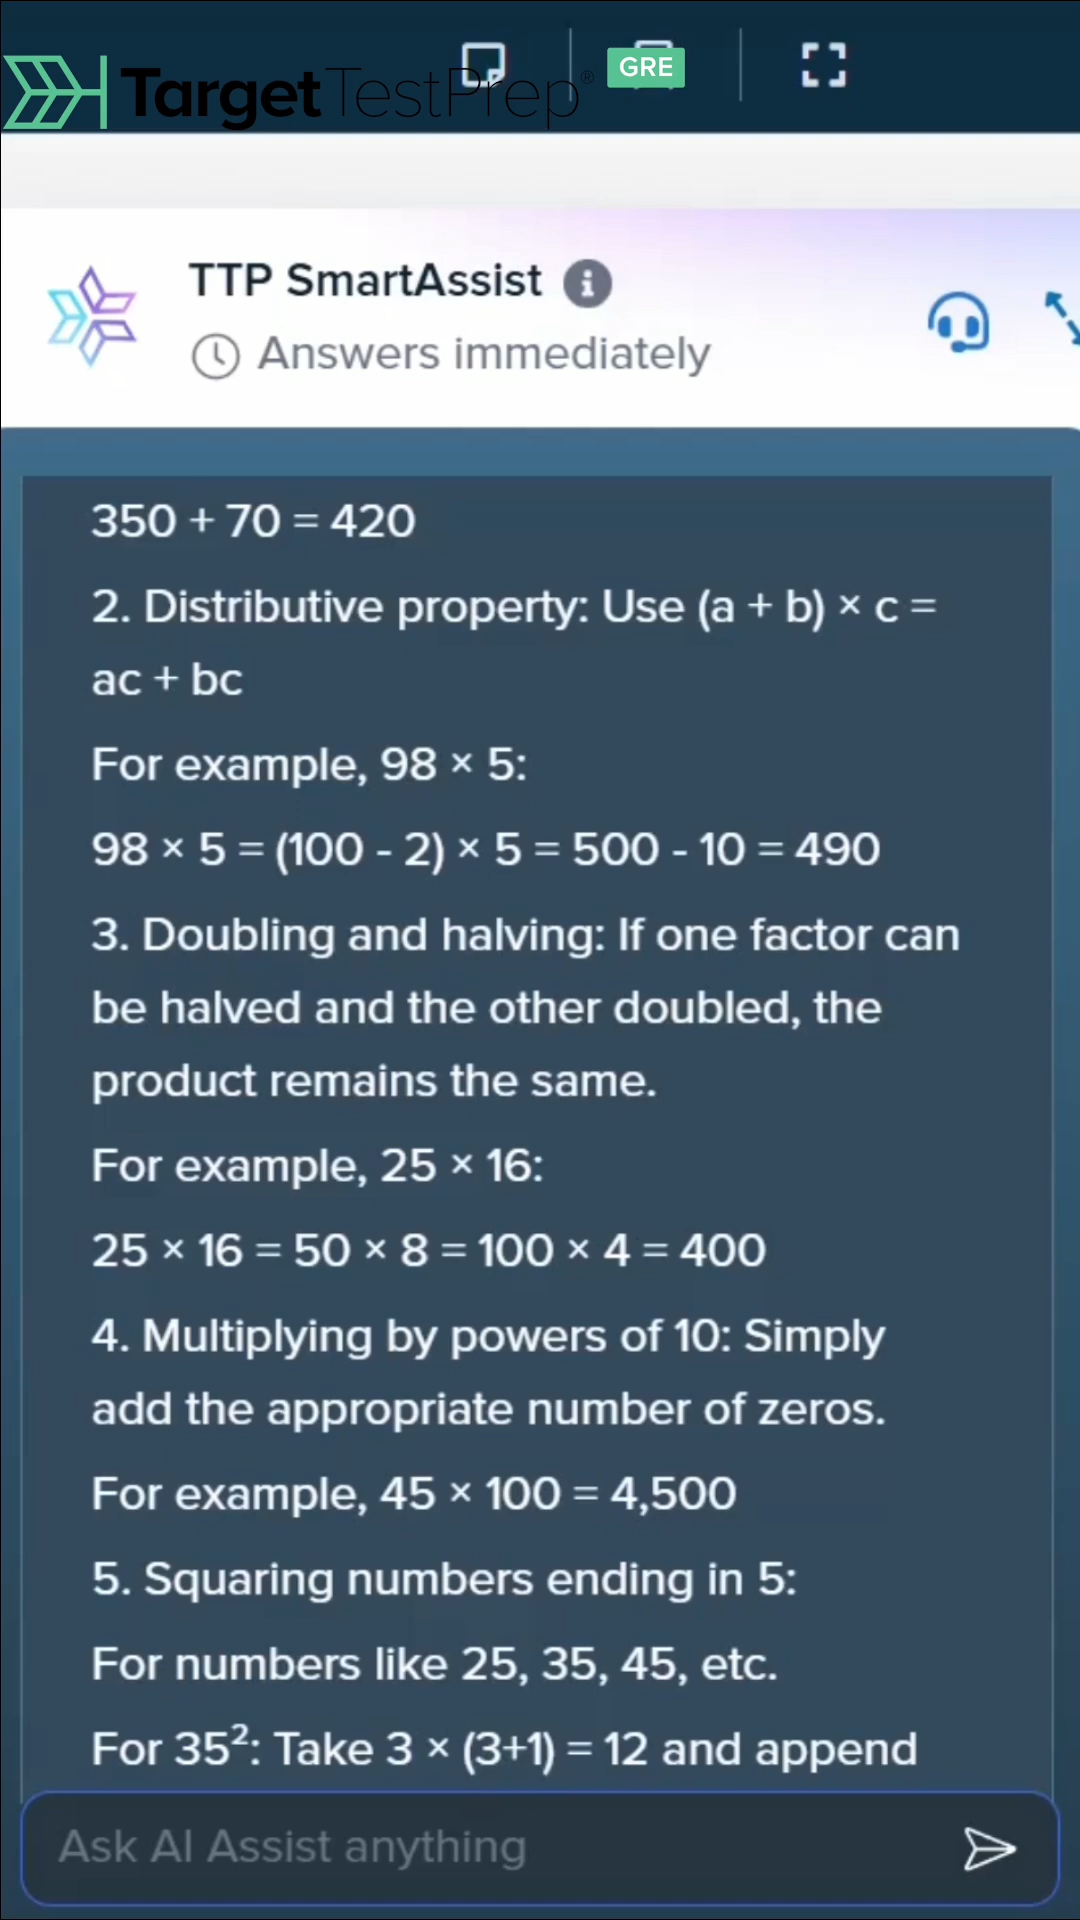 TargetTestPrep®
GRE
TTP SmartAssist
Answers immediately
350 + 70 = 420
2. Distributive property: Use (a + b) × c =
ac + bc
For example, 98 × 5:
98 × 5 = (100 - 2) × 5 = 500 - 10 = 490
3. Doubling and halving: If one factor can
be halved and the other doubled, the
product remains the same.
For example, 25 × 16:
25 × 16 = 50 × 8 = 100 × 4 = 400
4. Multiplying by powers of 10: Simply
add the appropriate number of zeros.
For example, 45 × 100 = 4,500
5. Squaring numbers ending in 5:
For numbers like 25, 35, 45, etc.
For 35²: Take 3 × (3+1) = 12 and append
Ask AI Assist anything